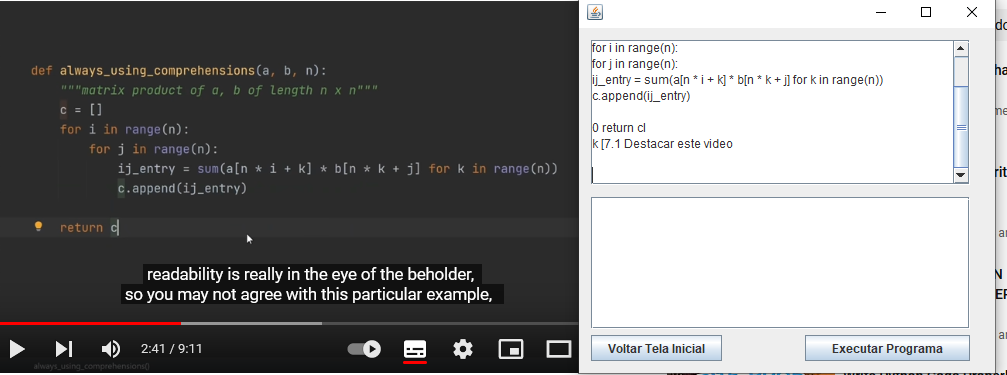 def always_using_comprehensions(a, b, n):
"""matrix product of a, b of length n x n"""
c = []
for i in range(n):
for j in range(n):
ij_entry = sum(a[n * i + k] * b[n * k + j] for k in range(n))
c.append(ij_entry)
return c
readability is really in the eye of the beholder,
so you may not agree with this particular example,
2:41 / 9:11
always_using_comprehensions()
for i in range(n):
for j in range(n):
ij_entry = sum(a[n * i + k] * b[n * k + j] for k in range(n))
c.append(ij_entry)
0 return cl
k [7.1 Destacar este video
Voltar Tela Inicial
Executar Programa